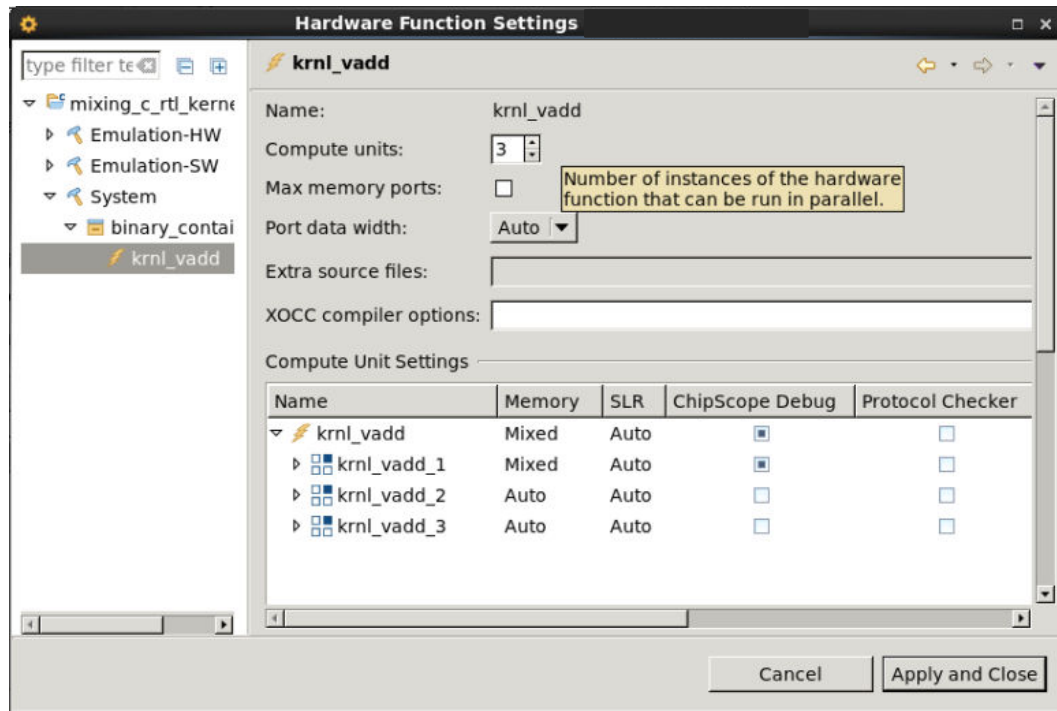 Hardware Function Settings
type filter te
mixing_c_rtl_kerne
Emulation-HW
Emulation-SW
System
binary_contai
krnl_vadd
krnl_vadd
Name: krnl_vadd
Compute units: 3
Number of instances of the hardware
function that can be run in parallel.
Max memory ports:
Port data width: Auto
Extra source files:
XOCC compiler options:
Compute Unit Settings
Name Memory SLR ChipScope Debug Protocol Checker
krnl_vadd Mixed Auto
krnl_vadd_1 Mixed Auto
krnl_vadd_2 Auto Auto
krnl_vadd_3 Auto Auto
Cancel Apply and Close